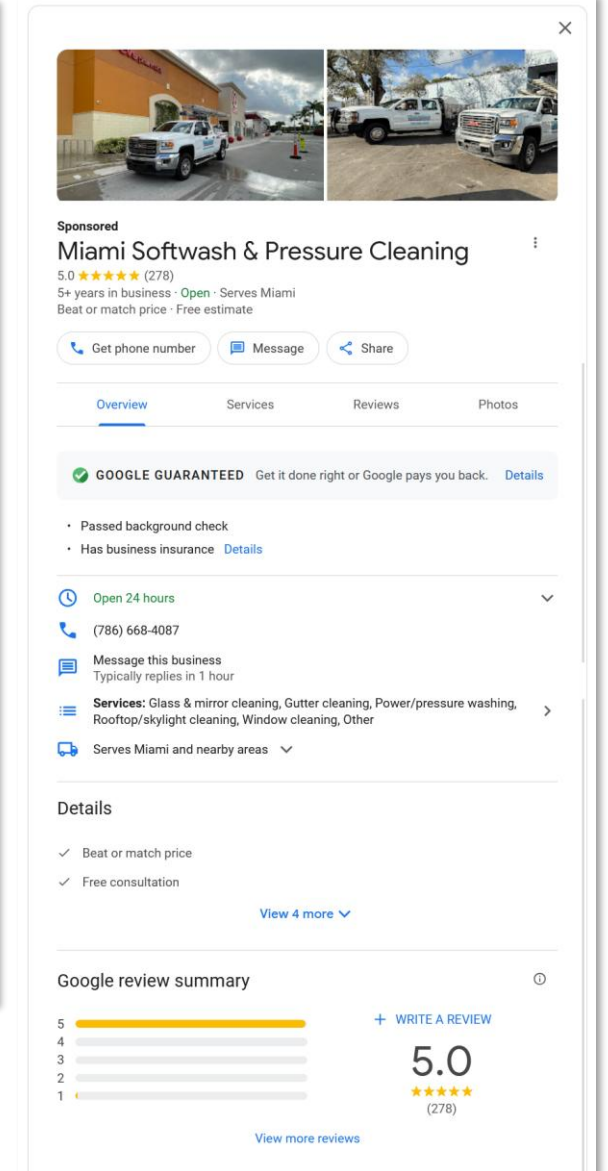 Sponsored
Miami Softwash & Pressure Cleaning
5.0 ★★★★★ (278)
5+ years in business · Open · Serves Miami
Beat or match price · Free estimate
Get phone number
Message
Share
Overview
Services
Reviews
Photos
GOOGLE GUARANTEED Get it done right or Google pays you back. Details
• Passed background check
• Has business insurance Details
Open 24 hours
(786) 668-4087
Message this business
Typically replies in 1 hour
Services: Glass & mirror cleaning, Gutter cleaning, Power/pressure washing,
Rooftop/skylight cleaning, Window cleaning, Other
Serves Miami and nearby areas
Details
Beat or match price
Free consultation
View 4 more
Google review summary
5
4
3
2
1
+ WRITE A REVIEW
5.0
★★★★★
(278)
View more reviews